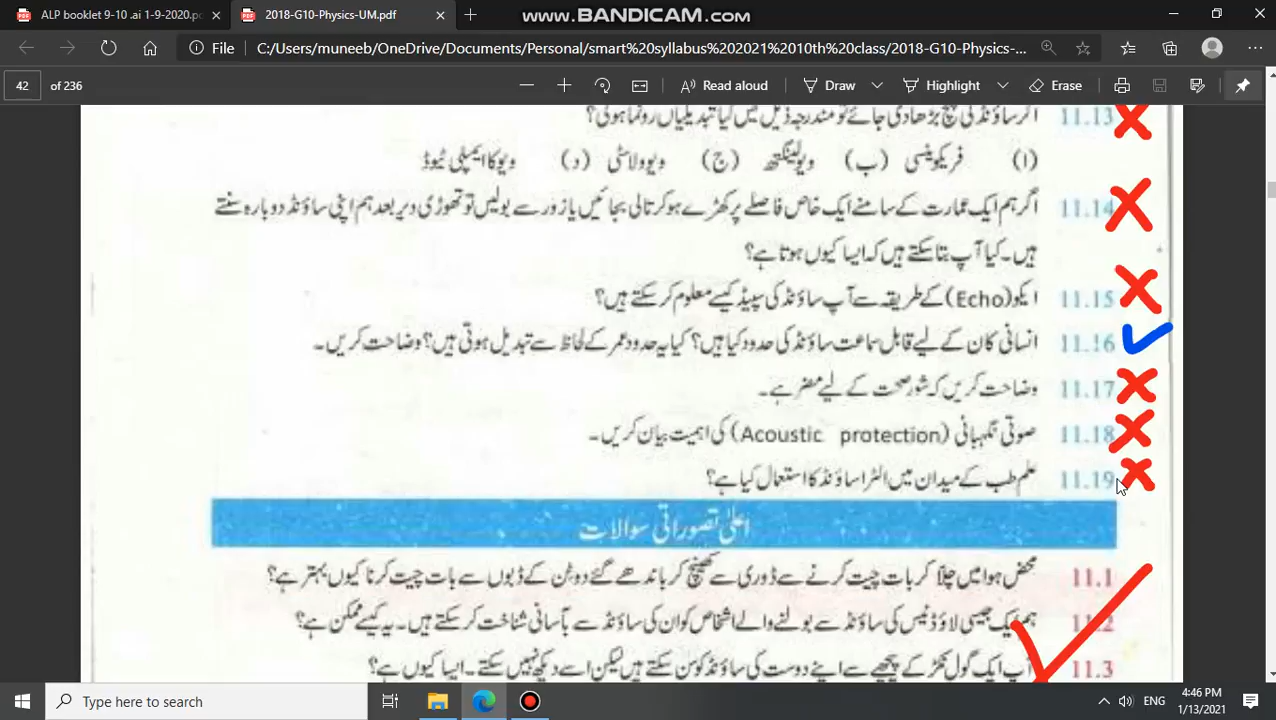 ALP booklet 9-10 .ai 1-9-2020.pc
2018-G10-Physics-UM.pdf
www.BANDICAM.com
File C:/Users/muneeb/OneDrive/Documents/Personal/smart%20syllabus%202021%2010th%20class/2018-G10-Physics-...
42 of 236 Read aloud Draw Highlight Erase
11.13 اگر ساؤنڈ کی پچ بڑھا دی جائے تو مندرجہ ذیل میں کیا تبدیلیاں رونما ہوں گی؟
(ا) فریکوئنسی (ب) ویولینگتھ (ج) ویو ولاسٹی (د) ویو کا ایمپلی ٹیوڈ
11.14 اگر ہم ایک عمارت کے سامنے ایک خاص فاصلے پر کھڑے ہو کر تالی بجائیں یا زور سے بولیں تو تھوڑی دیر بعد ہم اپنی ساؤنڈ دوبارہ سنتے
ہیں۔ کیا آپ بتا سکتے ہیں کہ ایسا کیوں ہوتا ہے؟
11.15 ایکو (Echo) کے طریقہ سے آپ ساؤنڈ کی سپیڈ کیسے معلوم کر سکتے ہیں؟
11.16 انسانی کان کے لیے قابل سماعت ساؤنڈ کی حدود کیا ہیں؟ کیا یہ حدود عمر کے لحاظ سے تبدیل ہوتی ہیں؟ وضاحت کریں۔
11.17 وضاحت کریں کہ شور صحت کے لیے مضر ہے۔
11.18 صوتی نگہبانی (Acoustic protection) کی اہمیت بیان کریں۔
11.19 علم طب کے میدان میں الٹرا ساؤنڈ کا استعمال کیا ہے؟
اعلیٰ تصوراتی سوالات
11.1 محض ہوا میں چلّا کر بات چیت کرنے سے ڈوری سے کھینچ کر باندھے گئے دو ٹن کے ڈبوں سے بات چیت کرنا کیوں بہتر ہے؟
11.2 ہم ایک جیسی لاؤڈنیس کی ساؤنڈ سے بولنے والے اشخاص کو ان کی ساؤنڈ سے بآسانی شناخت کر سکتے ہیں۔ یہ کیسے ممکن ہے؟
11.3 آپ ایک گول نکڑ کے پیچھے سے اپنے دوست کی ساؤنڈ کو سن سکتے ہیں لیکن اسے دیکھ نہیں سکتے۔ ایسا کیوں ہے؟
Type here to search
ENG
4:46 PM
1/13/2021